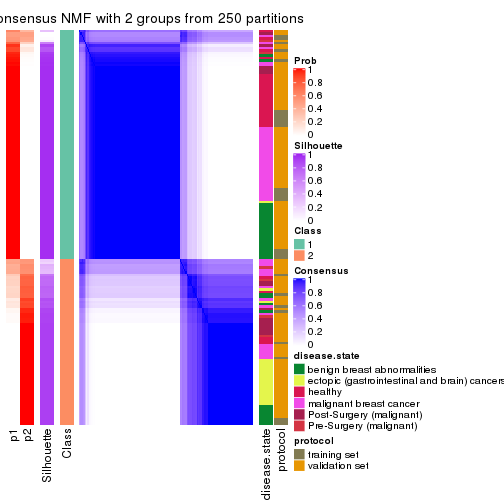 onsensus NMF with 2 groups from 250 partitions
Prob
1
0.8
0.6
0.4
0.2
0
Silhouette
1
0.8
0.6
0.4
0.2
0
Class
1
2
Consensus
1
0.8
0.6
0.4
0.2
0
disease.state
benign breast abnormalities
ectopic (gastrointestinal and brain) cancers
healthy
malignant breast cancer
Post-Surgery (malignant)
Pre-Surgery (malignant)
protocol
training set
validation set
p1
p2
Silhouette
Class
disease.state
protocol